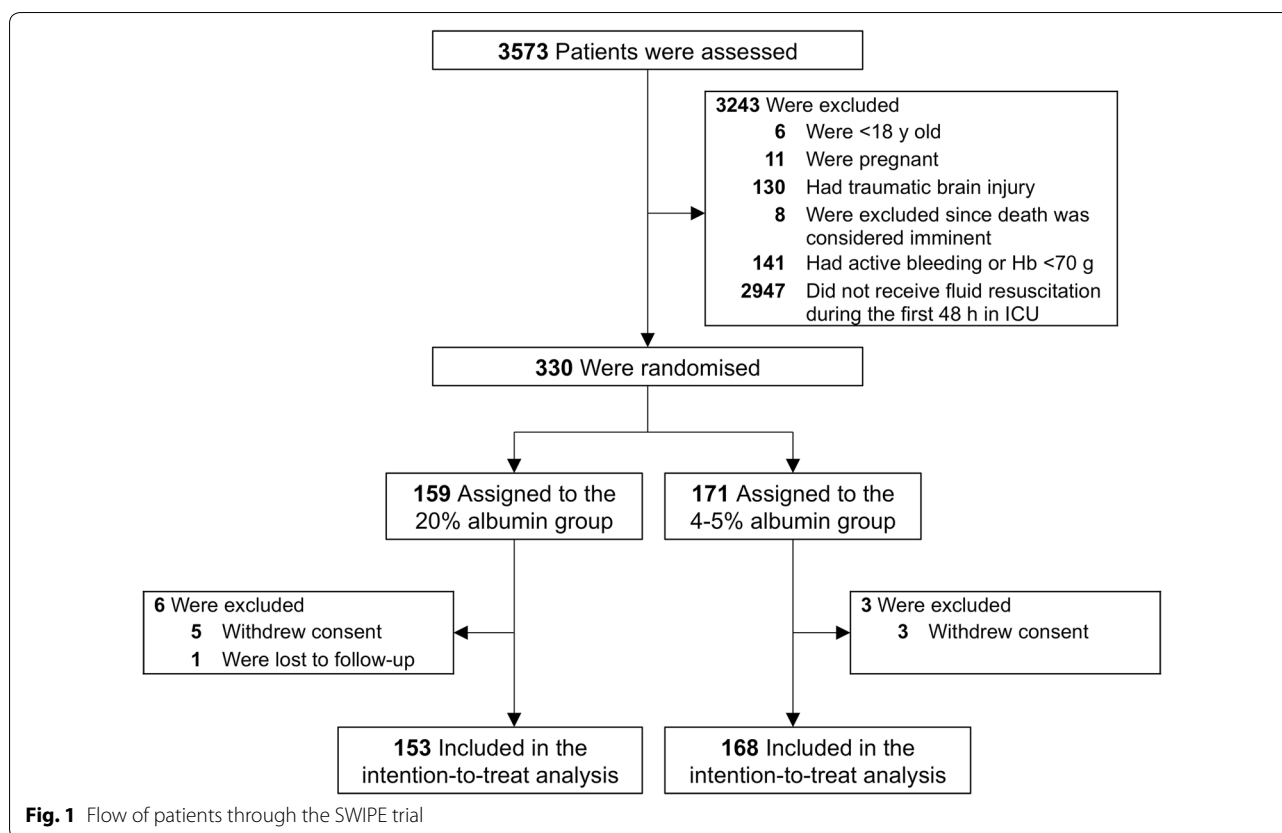 3573 Patients were assessed
3243 Were excluded
6 Were <18 y old
11 Were pregnant
130 Had traumatic brain injury
8 Were excluded since death was
considered imminent
141 Had active bleeding or Hb <70 g
2947 Did not receive fluid resuscitation
during the first 48 h in ICU
330 Were randomised
159 Assigned to the
20% albumin group
171 Assigned to the
4-5% albumin group
6 Were excluded
5 Withdrew consent
1 Were lost to follow-up
3 Were excluded
3 Withdrew consent
153 Included in the
intention-to-treat analysis
168 Included in the
intention-to-treat analysis
Fig. 1 Flow of patients through the SWIPE trial